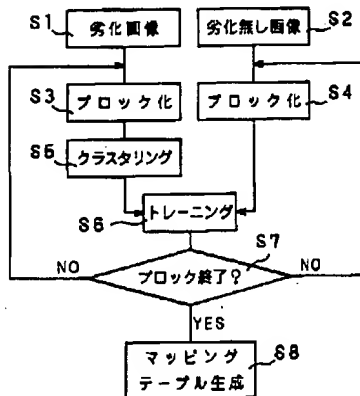 S1
劣化画像
劣化無し画像
S2
S3
ブロック化
ブロック化
S4
S5
クラスタリング
トレーニング
S6
S7
NO
ブロック終了?
NO
YES
マッピング
テーブル生成
S8